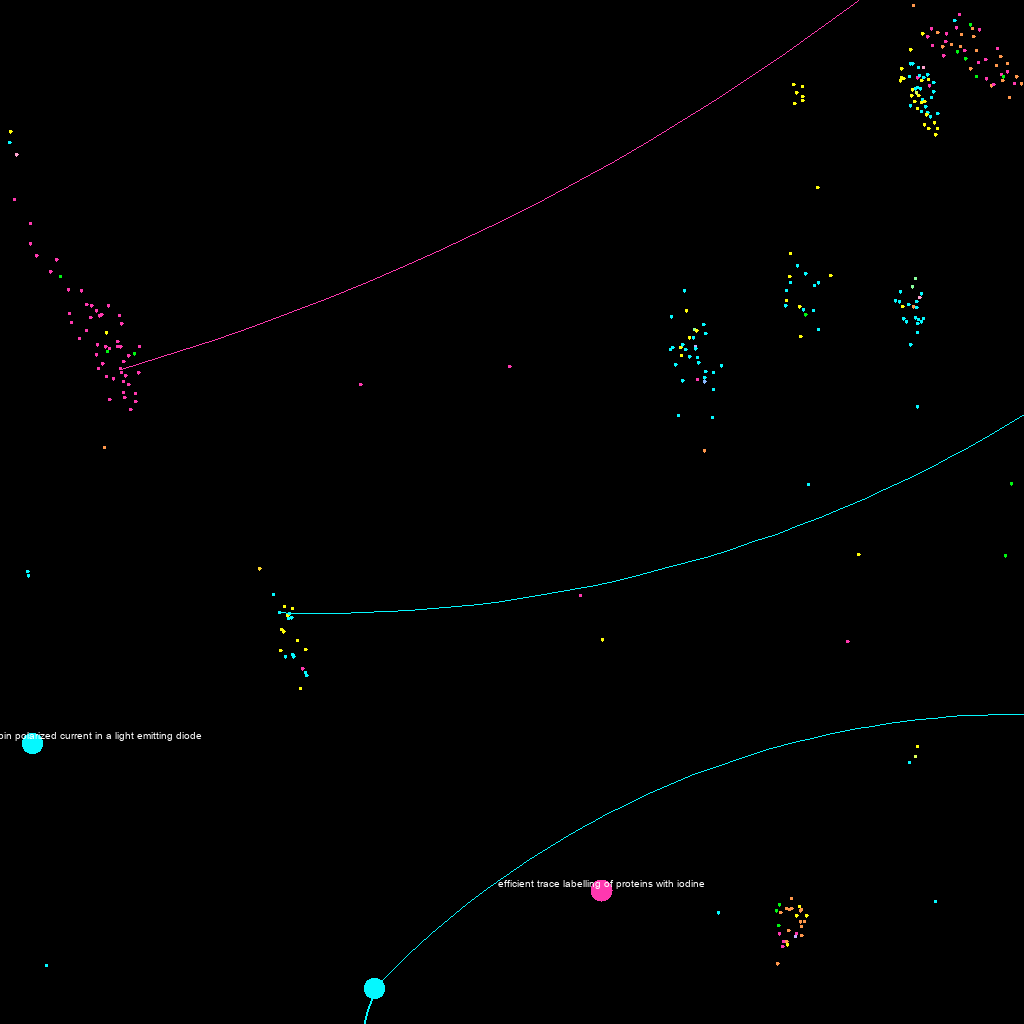 polarized current in a light emitting diode
efficient trace labelling of proteins with iodine